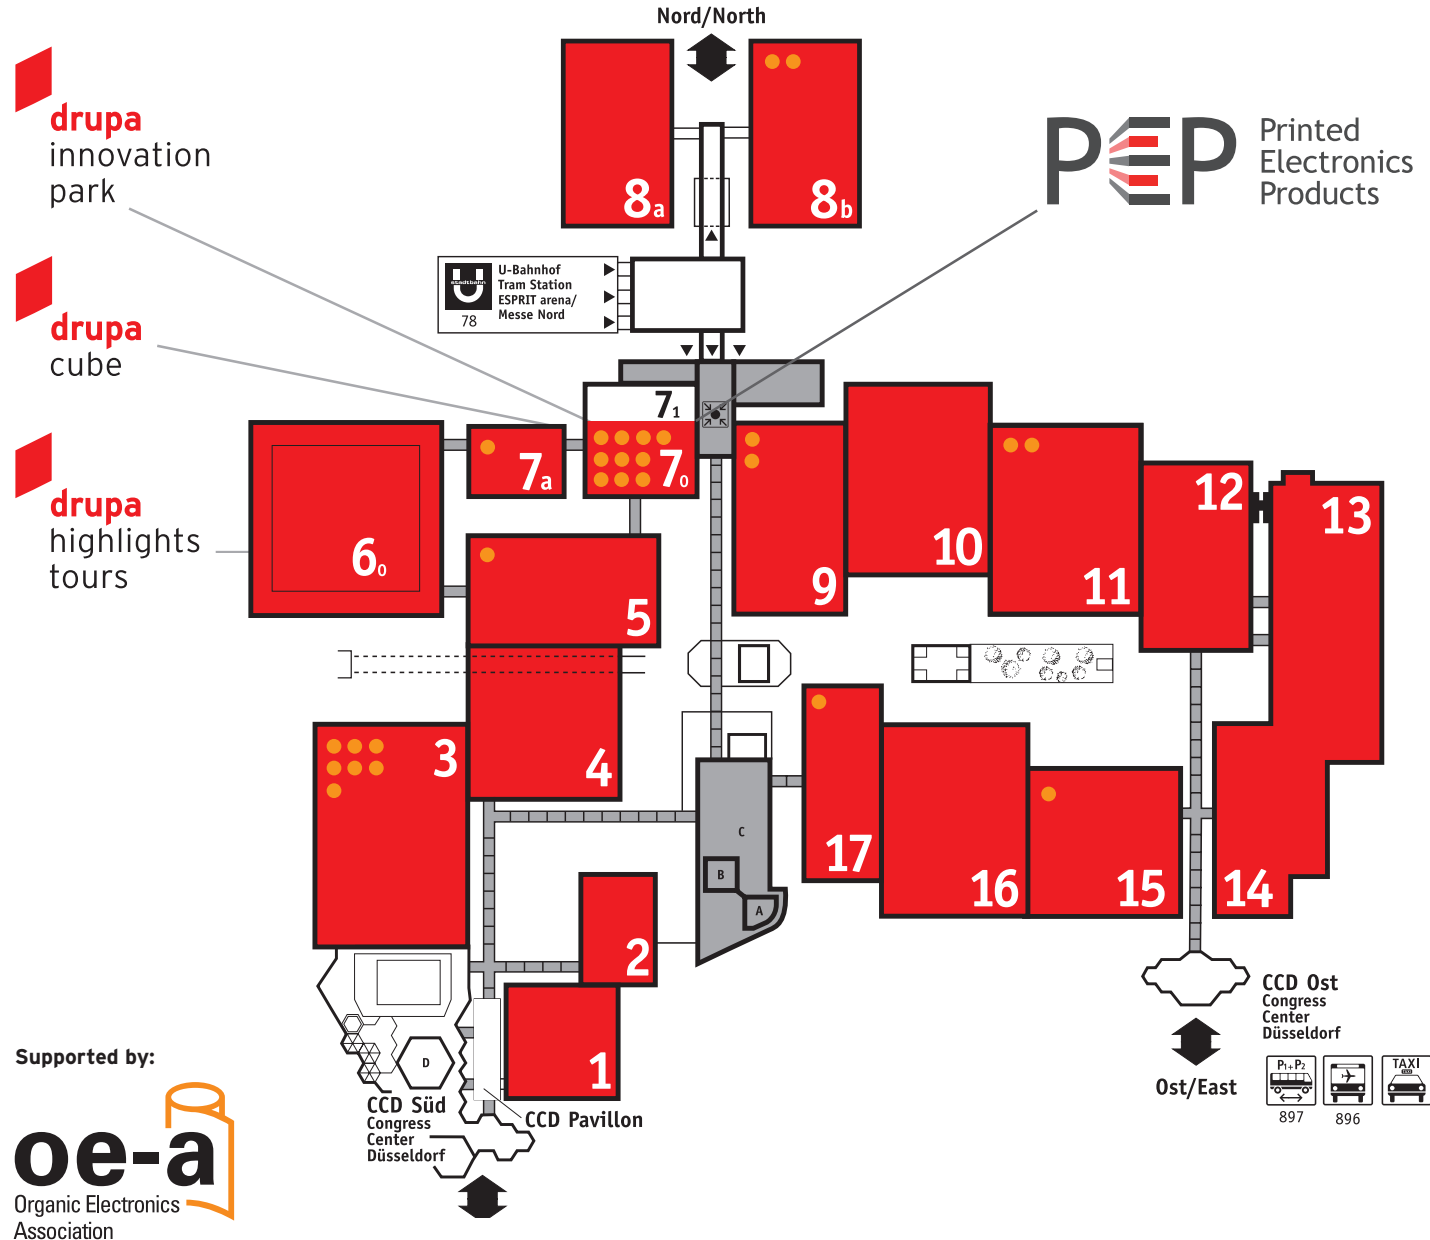 Nord/North
drupa
innovation
park
drupa
cube
drupa
highlights
tours
PEP
Printed
Electronics
Products
8a
8b
stadtbahn
U-Bahnhof
Tram Station
ESPRIT arena/
Messe Nord
78
71
70
7a
60
5
4
3
2
1
9
10
11
12
13
14
15
16
17
A
B
C
D
CCD Süd
Congress
Center
Düsseldorf
CCD Pavillon
CCD Ost
Congress
Center
Düsseldorf
Ost/East
P1+P2
897
896
TAXI
TAXI
Supported by:
oe-a
Organic Electronics
Association